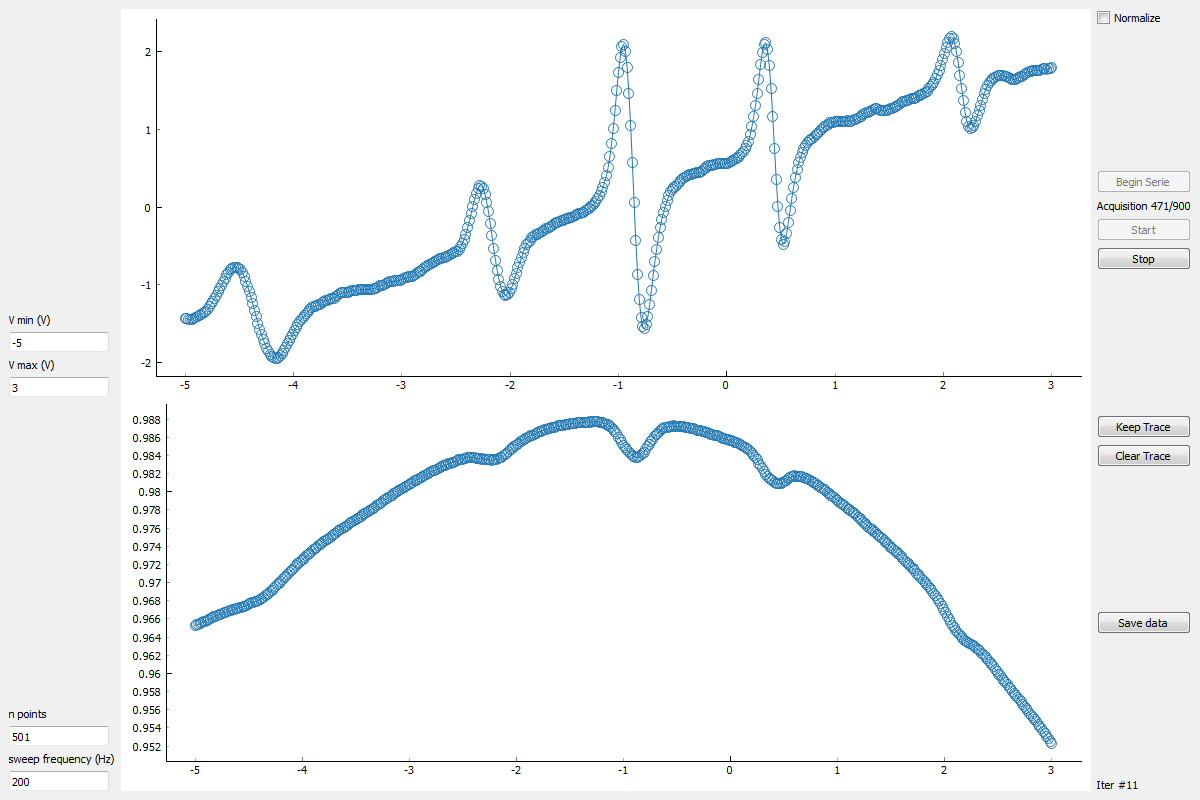 Normalize
2
1
0
-1
-2
-5 -4 -3 -2 -1 0 1 2 3
Begin Serie
Acquisition 471/900
Start
Stop
V min (V)
-5
V max (V)
3
0.988
0.986
0.984
0.982
0.98
0.978
0.976
0.974
0.972
0.97
0.968
0.966
0.964
0.962
0.96
0.958
0.956
0.954
0.952
-5 -4 -3 -2 -1 0 1 2 3
Keep Trace
Clear Trace
Save data
n points
501
sweep frequency (Hz)
200
Iter #11